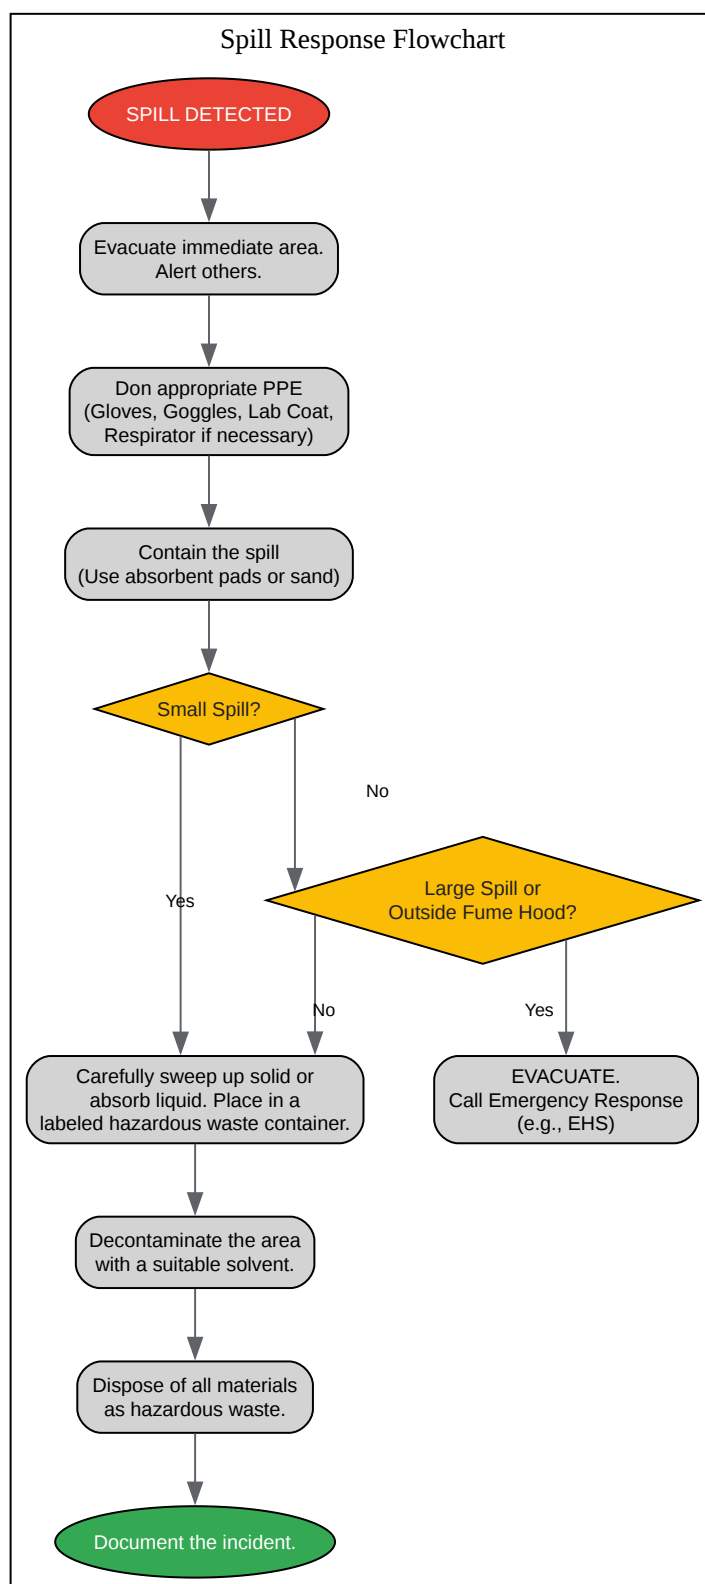 Spill Response Flowchart
SPILL DETECTED
Evacuate immediate area.
Alert others.
Don appropriate PPE
(Gloves, Goggles, Lab Coat,
Respirator if necessary)
Contain the spill
(Use absorbent pads or sand)
Small Spill?
No
Yes
Large Spill or
Outside Fume Hood?
No
Yes
Carefully sweep up solid or
absorb liquid. Place in a
labeled hazardous waste container.
EVACUATE.
Call Emergency Response
(e.g., EHS)
Decontaminate the area
with a suitable solvent.
Dispose of all materials
as hazardous waste.
Document the incident.